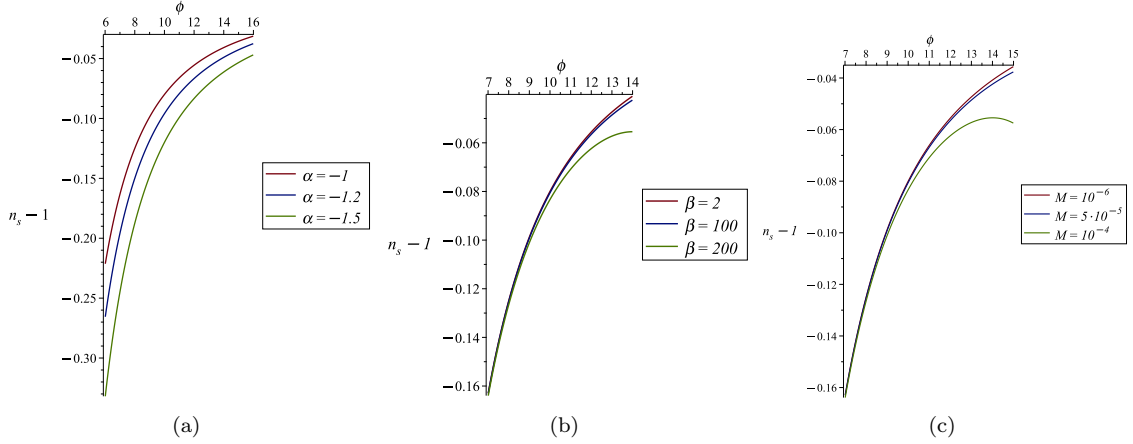 ϕ
6 8 10 12 14 16
−0.05
−0.10
−0.15
n_s − 1
−0.20
−0.25
−0.30
α = −1
α = −1.2
α = −1.5
(a)
ϕ
7 8 9 10 11 12 13 14
−0.06
−0.08
−0.10
n_s − 1
−0.12
−0.14
−0.16
β = 2
β = 100
β = 200
(b)
ϕ
7 8 9 10 11 12 13 14 15
−0.04
−0.06
−0.08
n_s − 1
−0.10
−0.12
−0.14
−0.16
M = 10⁻⁶
M = 5·10⁻⁵
M = 10⁻⁴
(c)